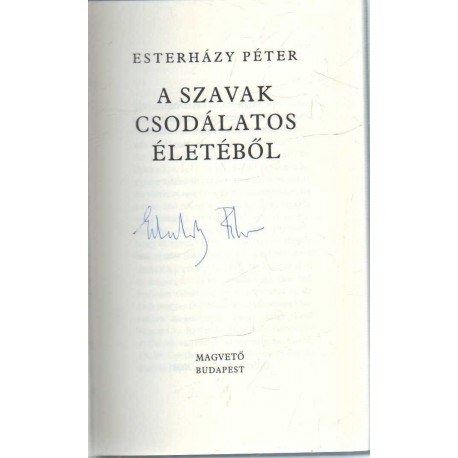 ESTERHÁZY PÉTER
A SZAVAK
CSODÁLATOS
ÉLETÉBŐL
Esterházy Péter
MAGVETŐ
BUDAPEST